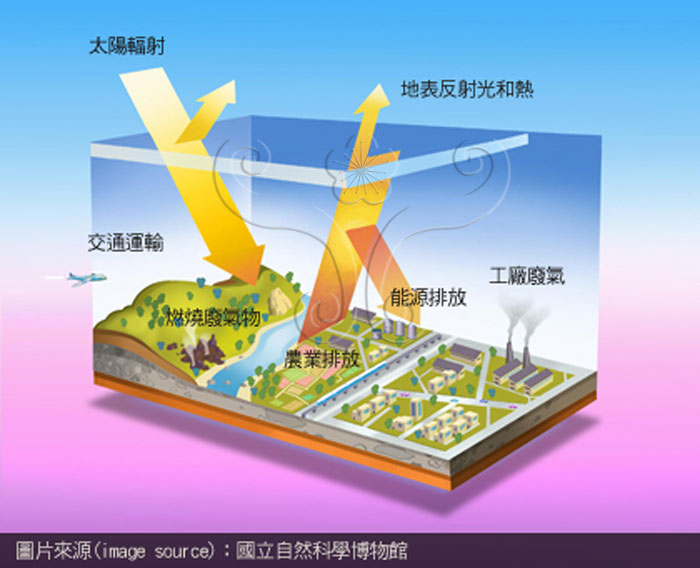 太陽輻射
地表反射光和熱
交通運輸
工廠廢氣
能源排放
燃燒廢氣物
農業排放
圖片來源(image source)：國立自然科學博物館